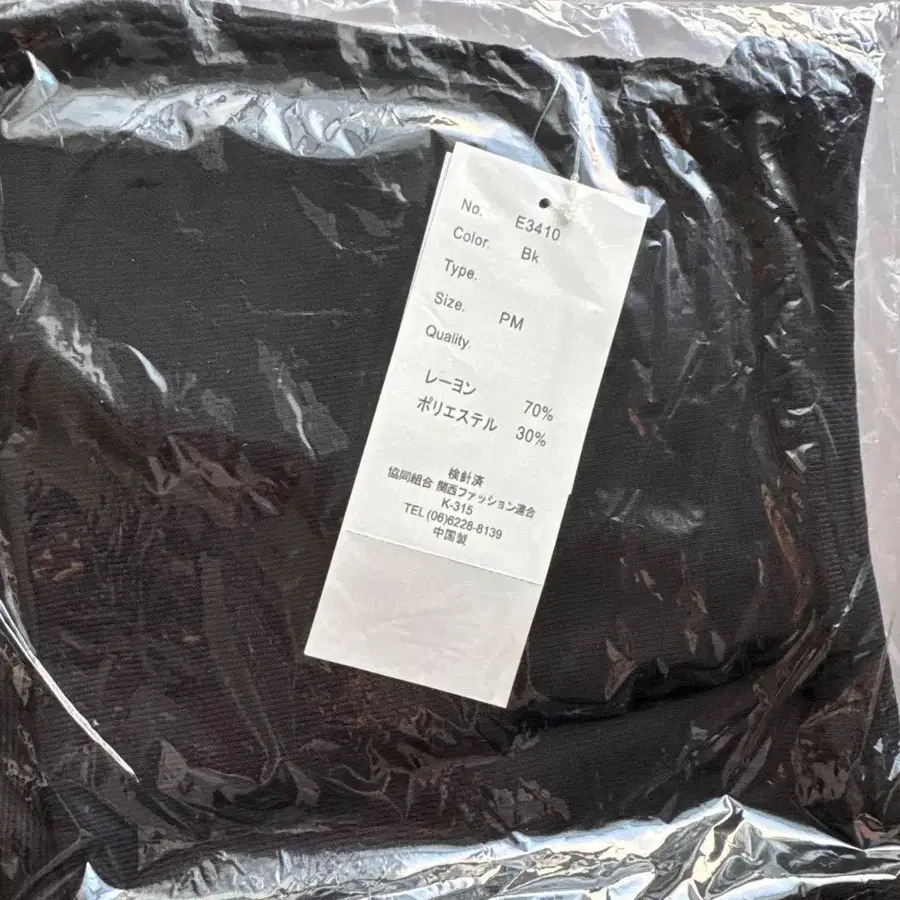 No. E3410
Color. Bk
Type.
Size. PM
Quality.
レーヨン 70%
ポリエステル 30%
検針済
協同組合 関西ファッション連合
K-315
TEL (06)6228-8139
中国製